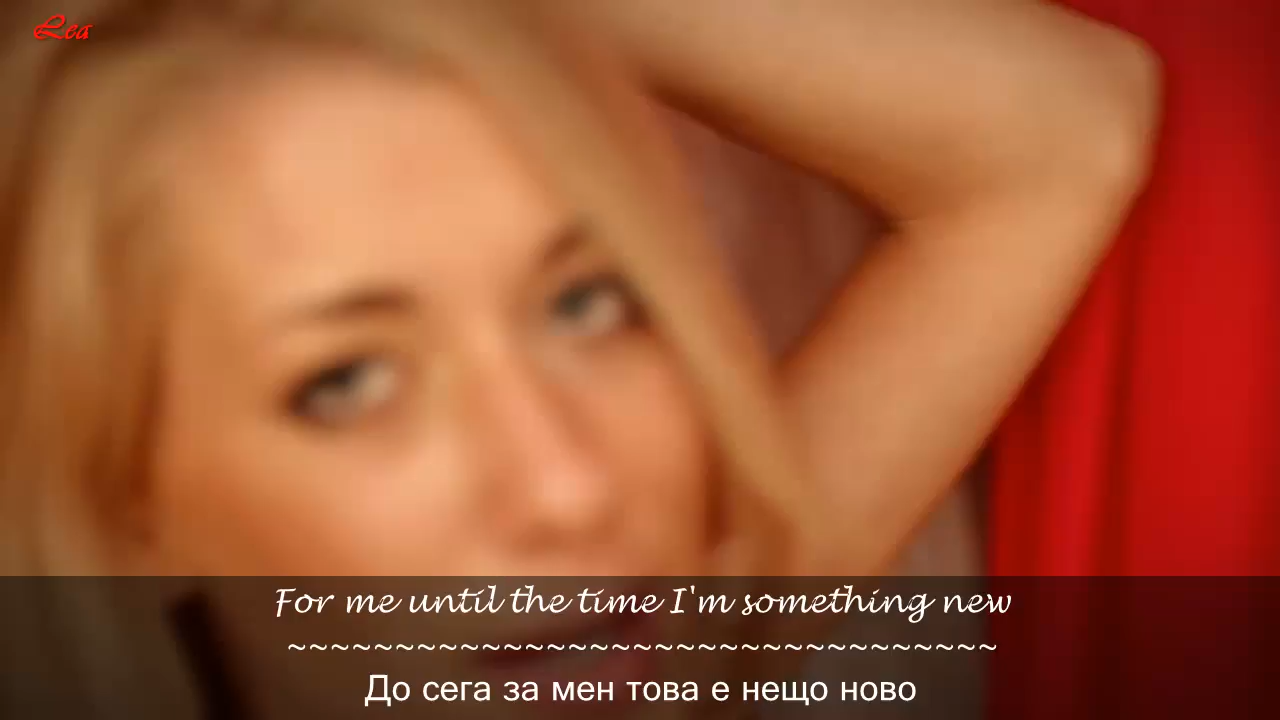 Lea
For me until the time I'm something new
~~~~~~~~~~~~~~~~~~~~~~~~~~~~~~~~~
До сега за мен това е нещо ново